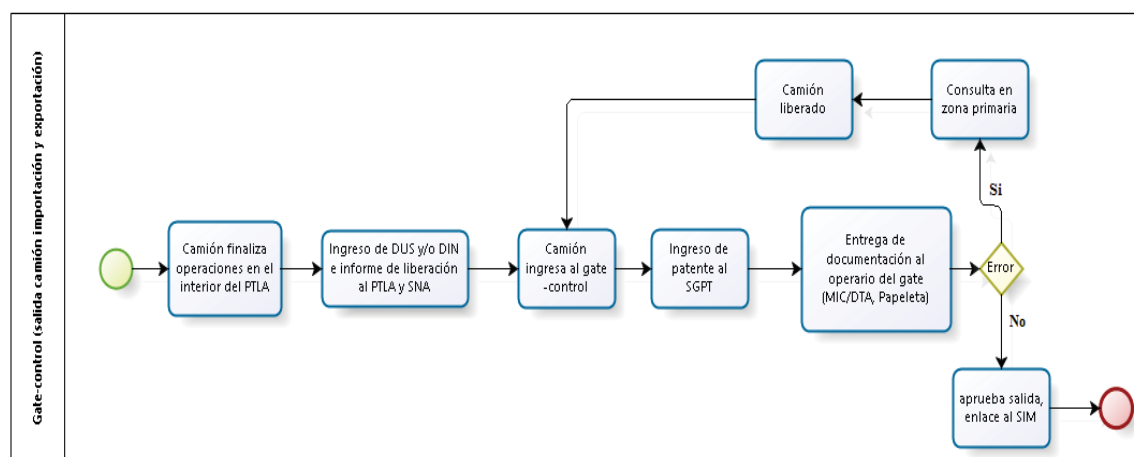 Gate-control (salida camión importación y exportación)
Camión
liberado
Consulta en
zona primaria
Si
Camión finaliza
operaciones en el
interior del PTLA
Ingreso de DUS y/o DIN
e informe de liberación
al PTLA y SNA
Camión
ingresa al gate
-control
Ingreso de
patente al
SGPT
Entrega de
documentación al
operario del gate
(MIC/DTA, Papeleta)
Error
No
aprueba salida,
enlace al SIM